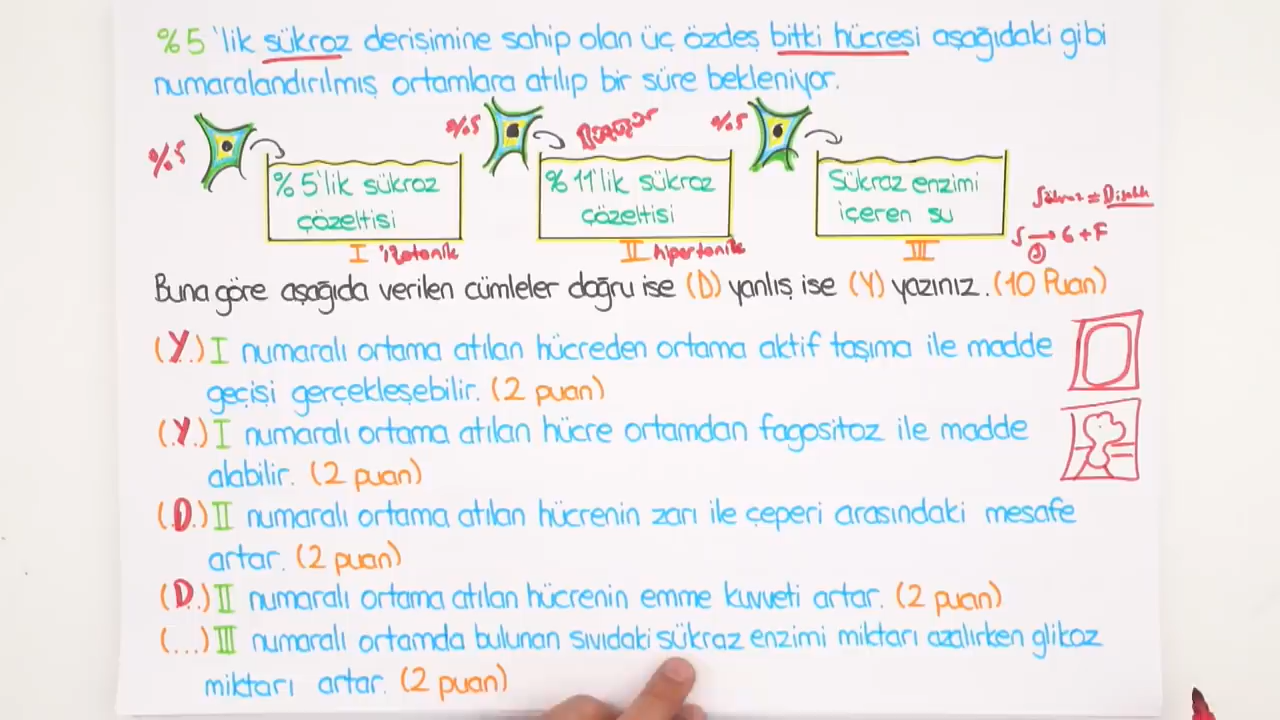 %5'lik sükroz derişimine sahip olan üç özdeş bitki hücresi aşağıdaki gibi
numaralandırılmış ortamlara atılıp bir süre bekleniyor.
%5
%5
Büzüşür
%5
%5'lik sükroz
çözeltisi
%11'lik sükroz
çözeltisi
Sükraz enzimi
içeren su
Sükraz = Disakk
S → G + F
I izotonik
II hipertonik
III
Buna göre aşağıda verilen cümleler doğru ise (D) yanlış ise (Y) yazınız. (10 Puan)
(.Y.) I numaralı ortama atılan hücreden ortama aktif taşıma ile madde
geçişi gerçekleşebilir. (2 puan)
(.Y.) I numaralı ortama atılan hücre ortamdan fagositoz ile madde
alabilir. (2 puan)
(.D.) II numaralı ortama atılan hücrenin zarı ile çeperi arasındaki mesafe
artar. (2 puan)
(.D.) II numaralı ortama atılan hücrenin emme kuvveti artar. (2 puan)
(...) III numaralı ortamda bulunan sıvıdaki sükraz enzimi miktarı azalırken glikoz
miktarı artar. (2 puan)